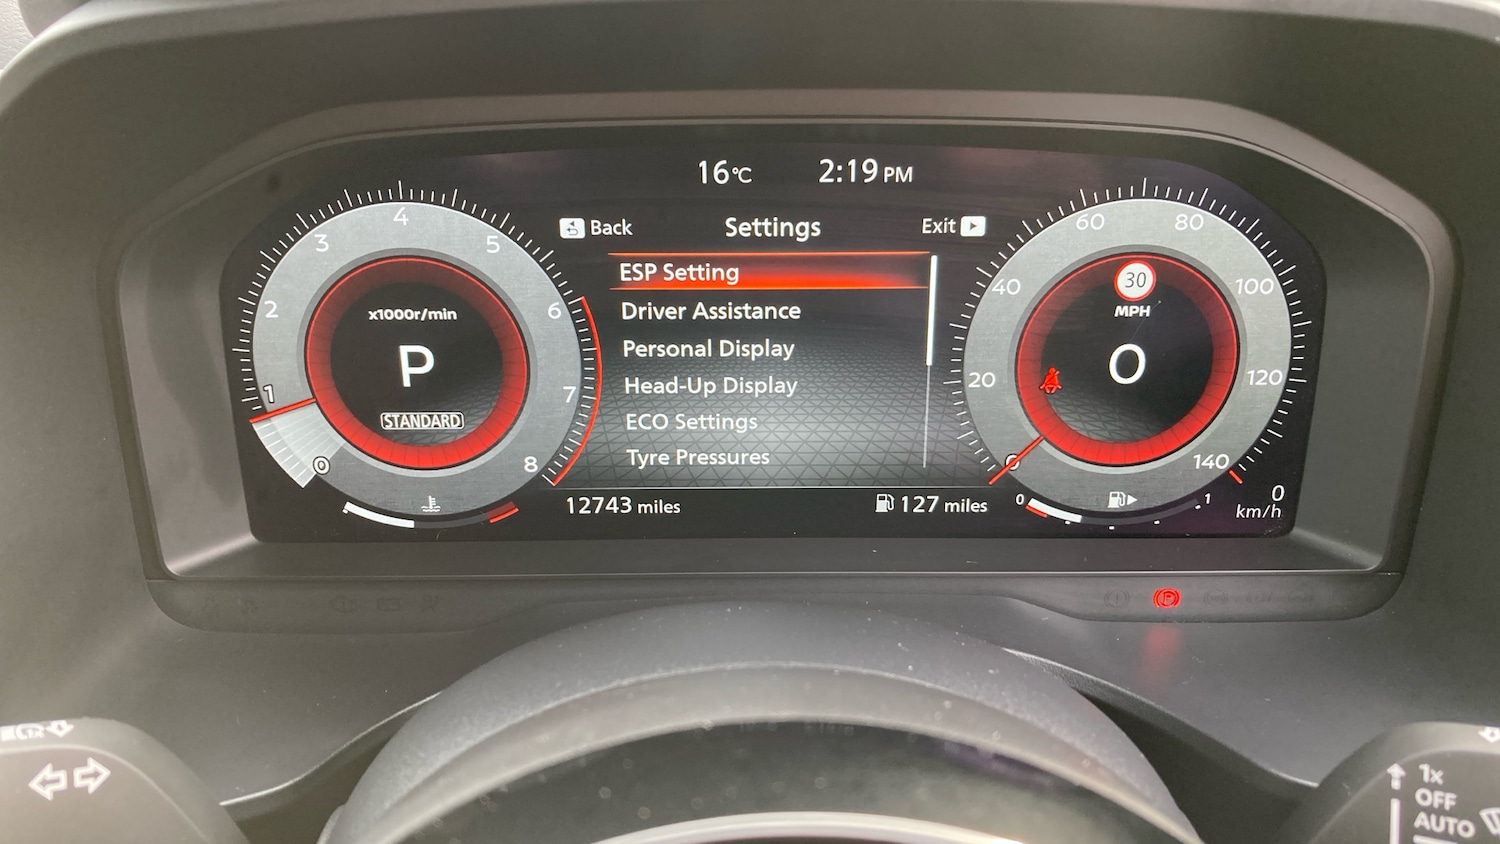 16°C 2:19 PM
Back Settings Exit
ESP Setting
Driver Assistance
Personal Display
Head-Up Display
ECO Settings
Tyre Pressures
12743 miles 127 miles
0 1 2 3 4 5 6 7 8
x1000r/min
P
STANDARD
0 20 40 60 80 100 120 140
30
MPH
0
0 1
0
km/h
P
1x
OFF
AUTO